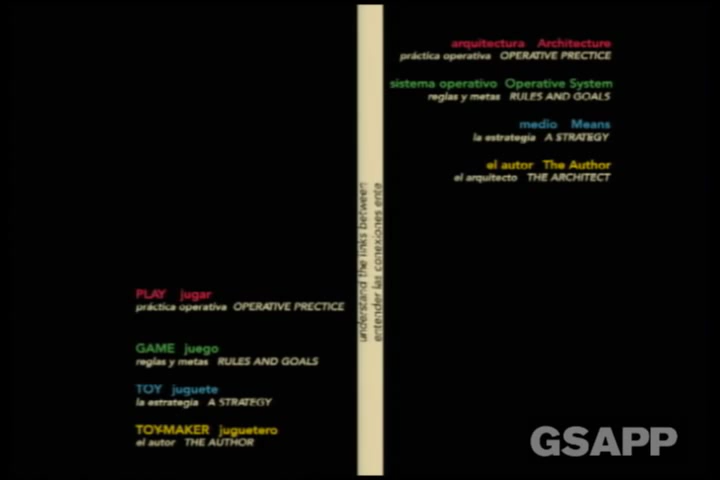 arquitectura Architecture
práctica operativa OPERATIVE PRECTICE
sistema operativo Operative System
reglas y metas RULES AND GOALS
medio Means
la estrategia A STRATEGY
el autor The Author
el arquitecto THE ARCHITECT
understand the links between
entender las conexiones ente
PLAY jugar
práctica operativa OPERATIVE PRECTICE
GAME juego
reglas y metas RULES AND GOALS
TOY juguete
la estrategia A STRATEGY
TOY-MAKER juguetero
el autor THE AUTHOR
GSAPP